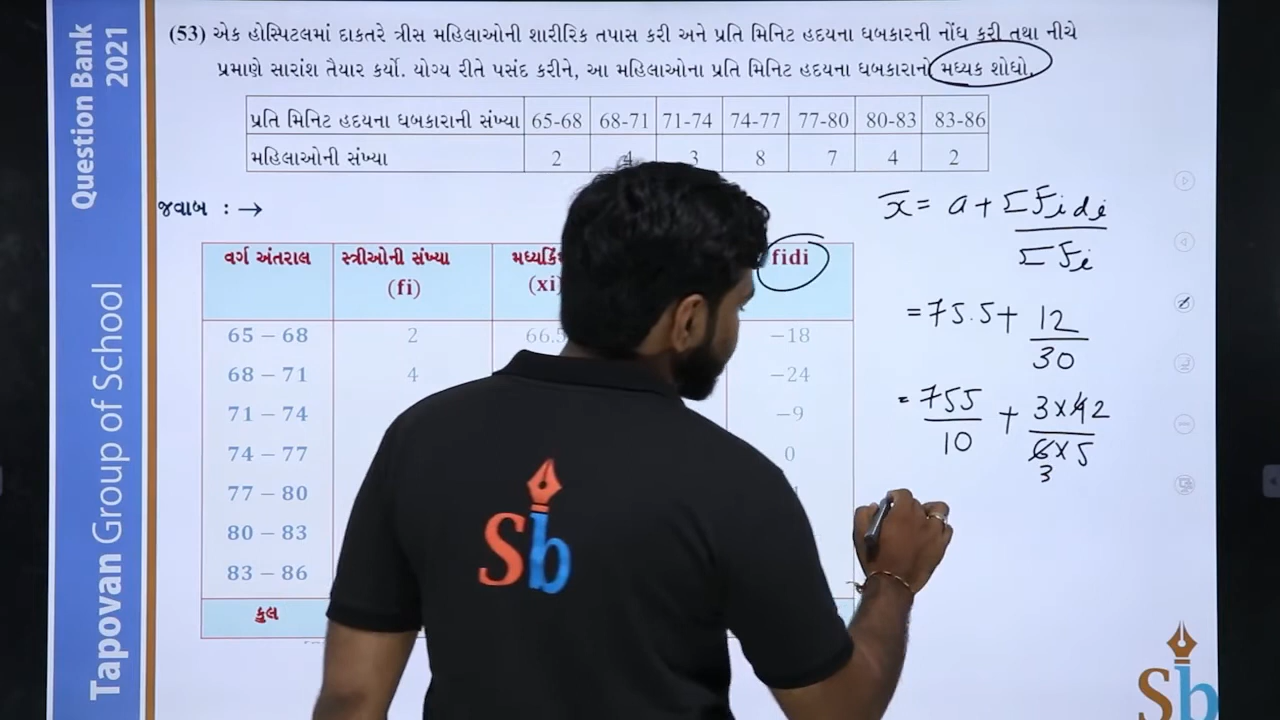 Question Bank
2021
Tapovan Group of School
(53) એક હોસ્પિટલમાં દાકતરે ત્રીસ મહિલાઓની શારીરિક તપાસ કરી અને પ્રતિ મિનિટ હૃદયના ધબકારની નોંધ કરી તથા નીચે
પ્રમાણે સારાંશ તૈયાર કર્યો. યોગ્ય રીતે પસંદ કરીને, આ મહિલાઓના પ્રતિ મિનિટ હૃદયના ધબકારાનો મધ્યક શોધો.
પ્રતિ મિનિટ હૃદયના ધબકારાની સંખ્યા 65-68 68-71 71-74 74-77 77-80 80-83 83-86
મહિલાઓની સંખ્યા 2 4 3 8 7 4 2
જવાબ : →
વર્ગ અંતરાલ સ્ત્રીઓની સંખ્યા fidi
(fi) (xi)
65 – 68 2 66.5 –18
68 – 71 4 –24
71 – 74 –9
74 – 77 0
77 – 80
80 – 83
83 – 86
કુલ
x̄ = a + Σfidi
Σfi
= 75.5 + 12
30
= 755 + 3 × 42
10 6 × 5
3
Sb
Sb